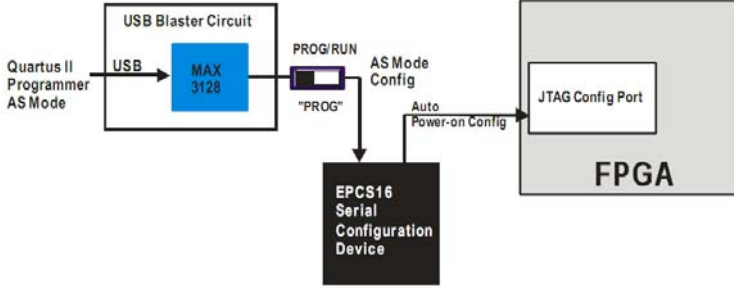 USB Blaster Circuit
Quartus II
Programmer
AS Mode
USB
MAX
3128
PROG/RUN
"PROG"
AS Mode
Config
Auto
Power-on Config
JTAG Config Port
FPGA
EPCS16
Serial
Configuration
Device